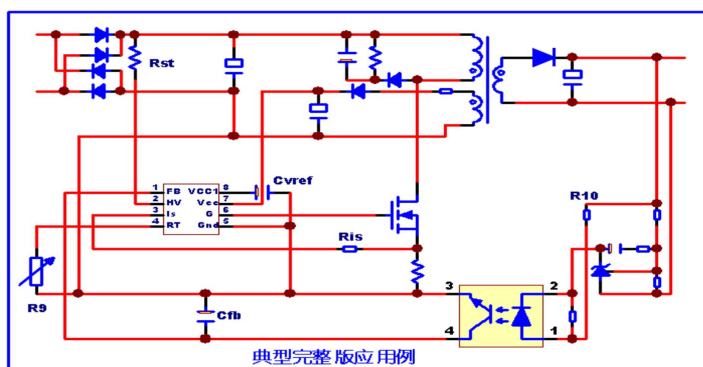 Rst
1 FB VCC1 8
2 HV Vcc 7
3 Is G 6
4 RT Gnd 5
Cvref
R10
Ris
R9
Cfb
3 2
4 1
典型完整版应用例